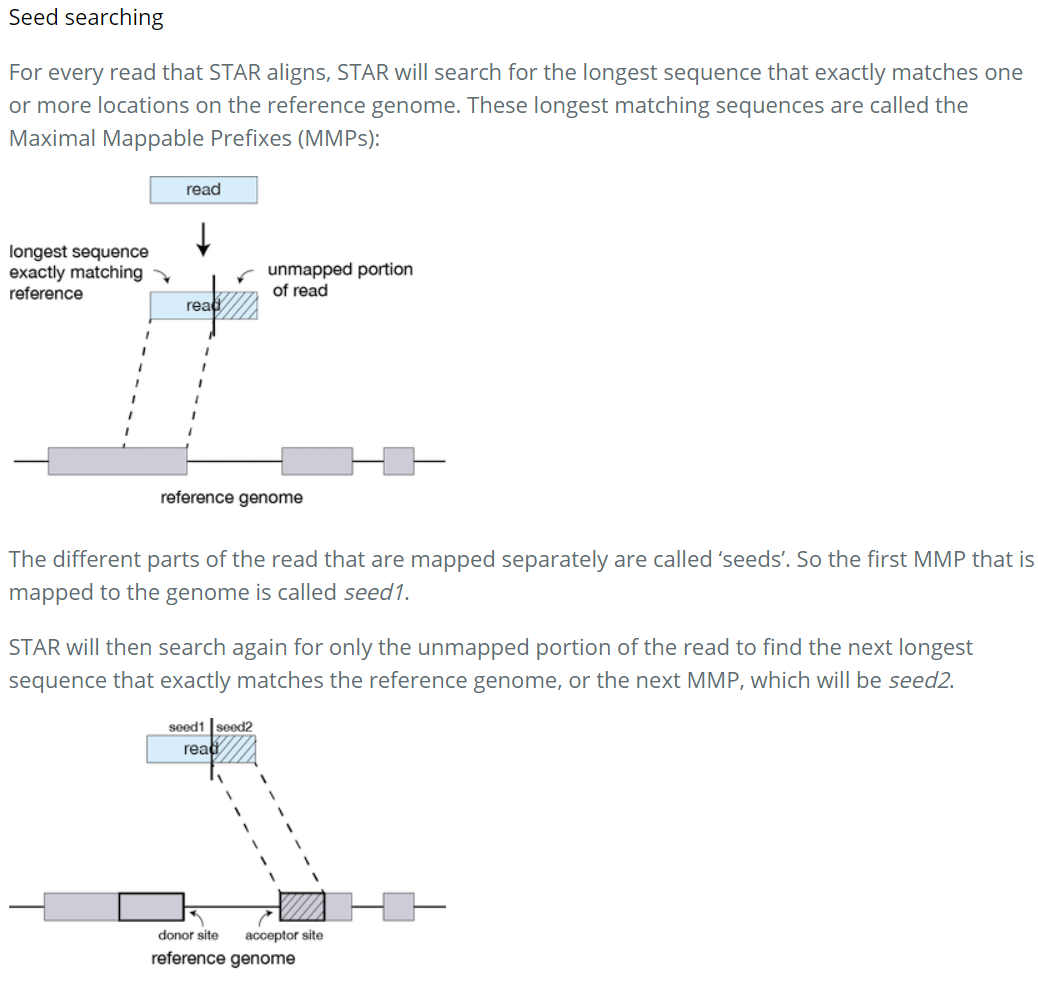 Seed searching
For every read that STAR aligns, STAR will search for the longest sequence that exactly matches one
or more locations on the reference genome. These longest matching sequences are called the
Maximal Mappable Prefixes (MMPs):
read
longest sequence
exactly matching
reference
unmapped portion
of read
read
reference genome
The different parts of the read that are mapped separately are called ‘seeds’. So the first MMP that is
mapped to the genome is called seed1.
STAR will then search again for only the unmapped portion of the read to find the next longest
sequence that exactly matches the reference genome, or the next MMP, which will be seed2.
seed1 seed2
read
donor site acceptor site
reference genome